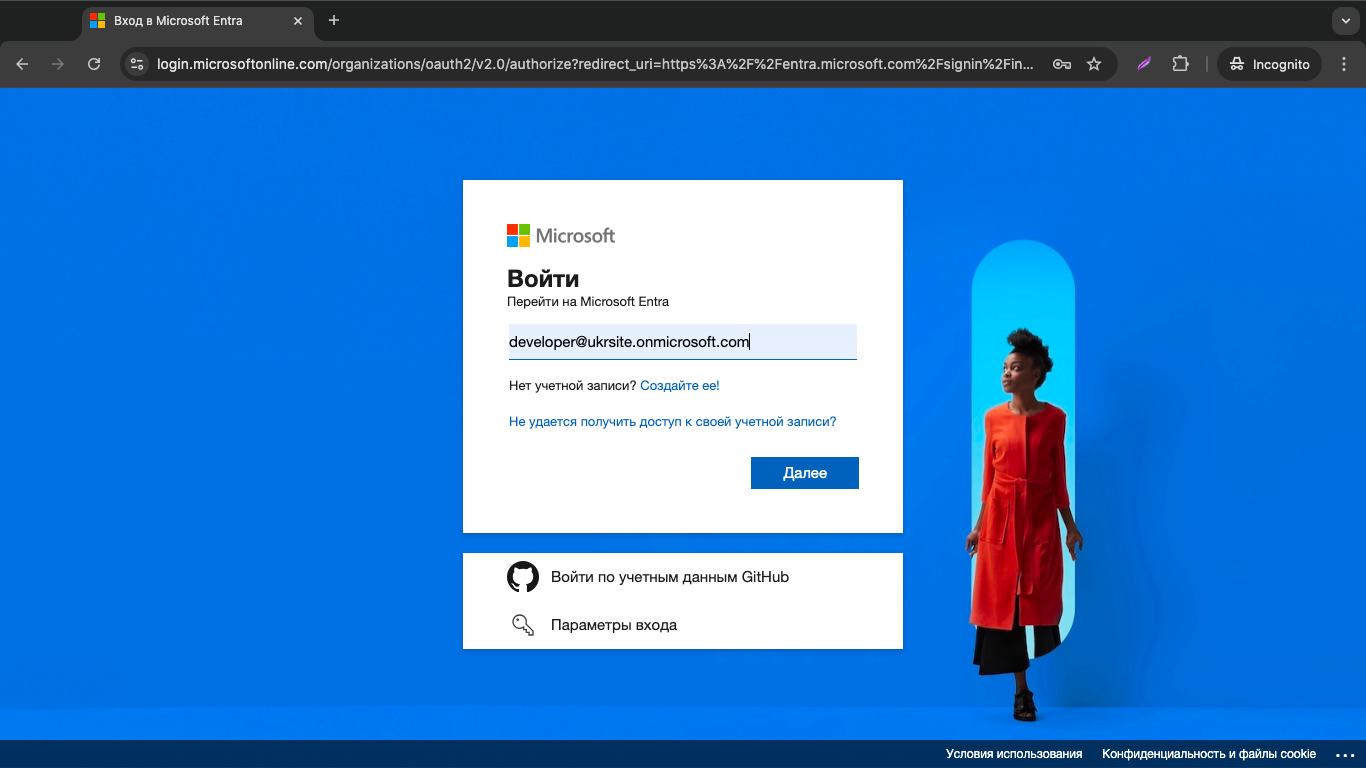 Вход в Microsoft Entra
login.microsoftonline.com/organizations/oauth2/v2.0/authorize?redirect_uri=https%3A%2F%2Fentra.microsoft.com%2Fsignin%2Fin...
Incognito
Microsoft
Войти
Перейти на Microsoft Entra
developer@ukrsite.onmicrosoft.com
Нет учетной записи? Создайте ее!
Не удается получить доступ к своей учетной записи?
Далее
Войти по учетным данным GitHub
Параметры входа
Условия использования Конфиденциальность и файлы cookie ...